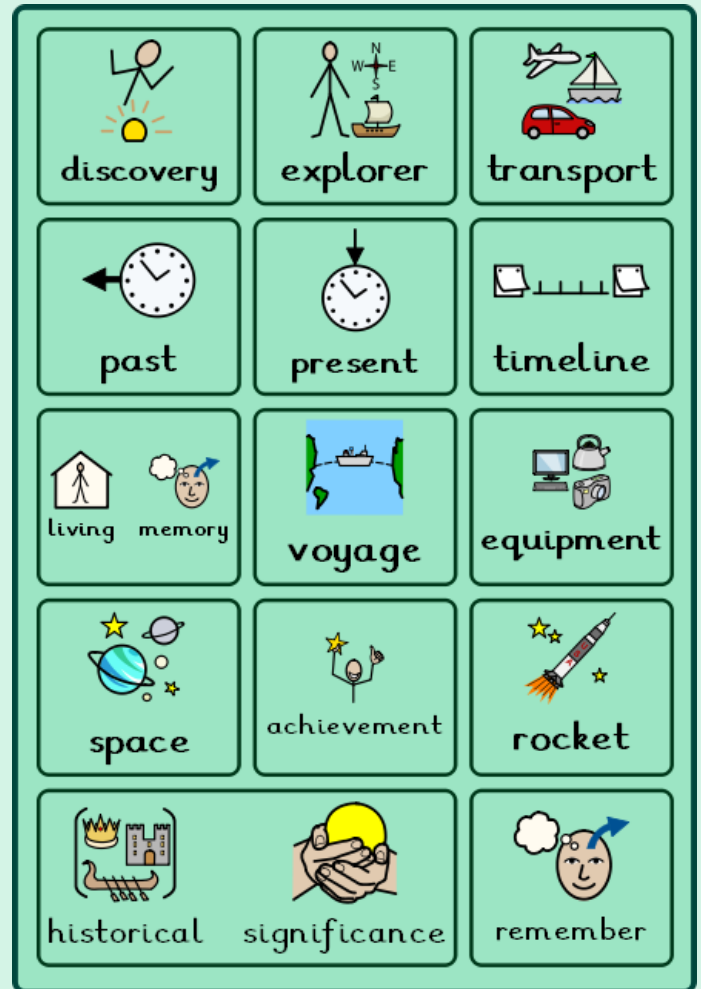 N
W E
S
discovery explorer transport
past present timeline
living memory voyage equipment
space achievement rocket
historical significance remember